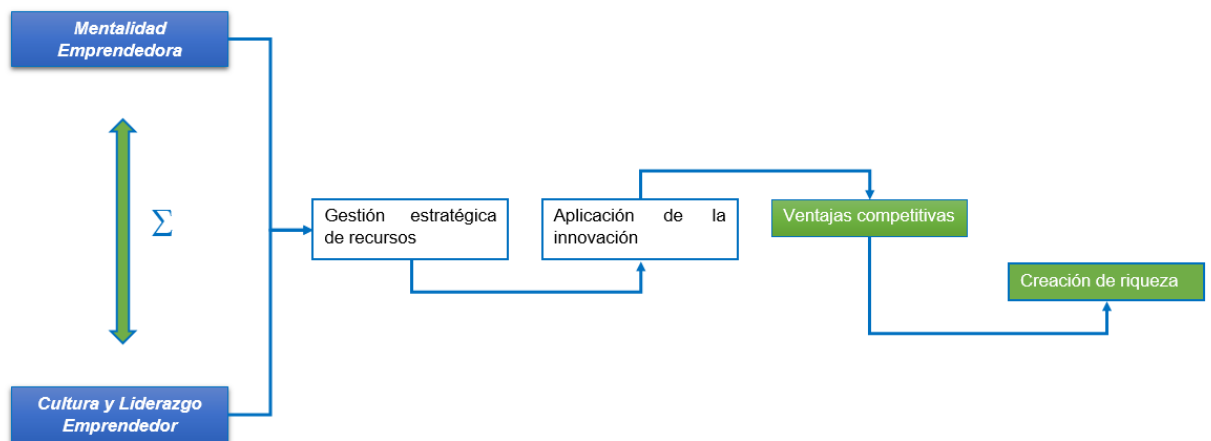 Mentalidad
Emprendedora
Σ
Gestión estratégica
de recursos
Aplicación de la
innovación
Ventajas competitivas
Creación de riqueza
Cultura y Liderazgo
Emprendedor